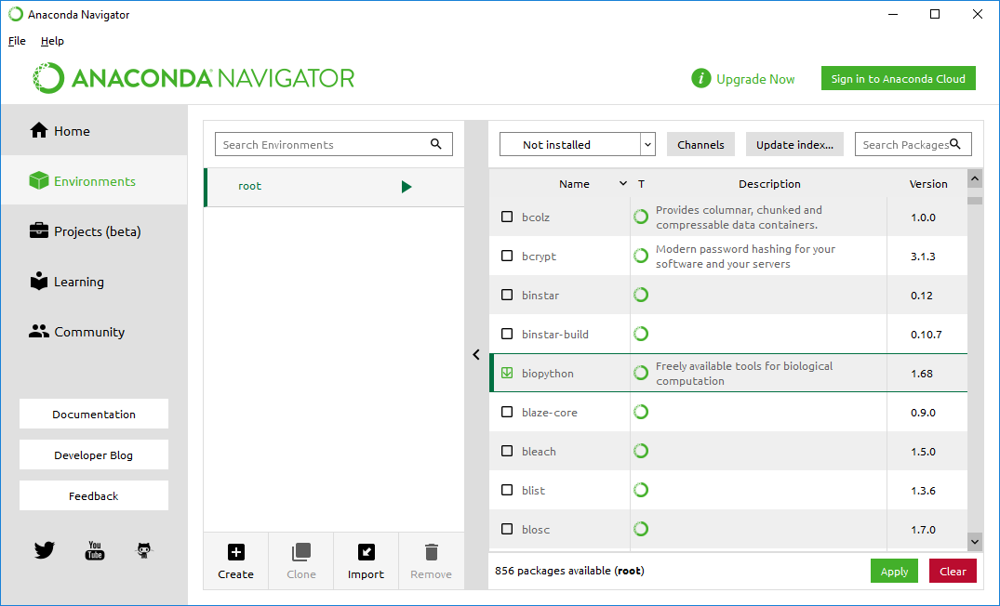 Anaconda Navigator
File Help
ANACONDA NAVIGATOR
i Upgrade Now
Sign in to Anaconda Cloud
Home
Environments
Projects (beta)
Learning
Community
Documentation
Developer Blog
Feedback
You Tube
Search Environments
root
Create Clone Import Remove
Not installed Channels Update index... Search Packages
Name T Description Version
bcolz Provides columnar, chunked and 1.0.0
compressable data containers.
bcrypt Modern password hashing for your 3.1.3
software and your servers
binstar 0.12
binstar-build 0.10.7
biopython Freely available tools for biological 1.68
computation
blaze-core 0.9.0
bleach 1.5.0
blist 1.3.6
blosc 1.7.0
856 packages available (root) Apply Clear